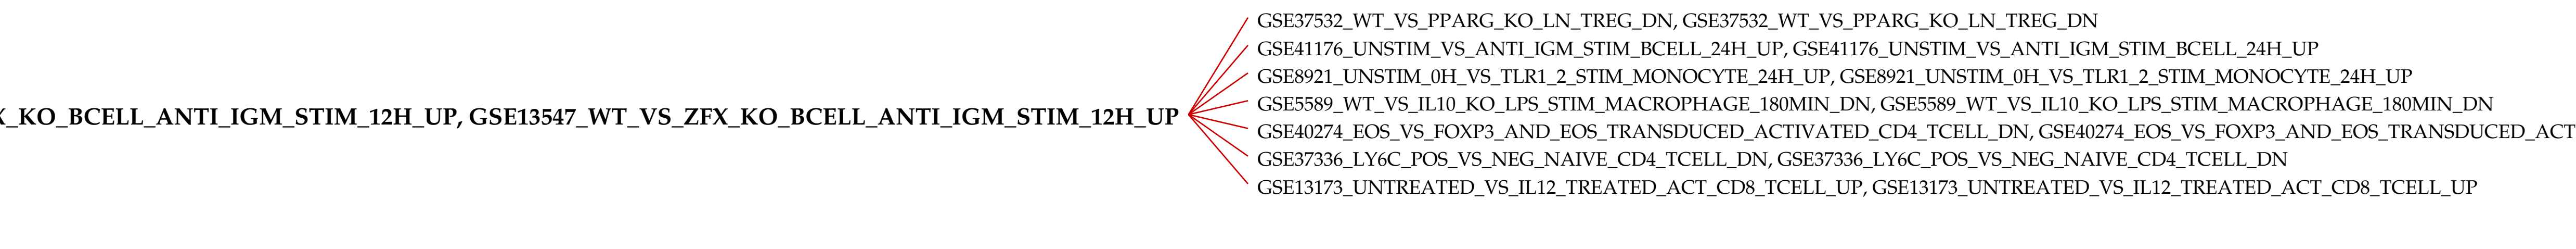 GSE37532_WT_VS_PPARG_KO_LN_TREG_DN, GSE37532_WT_VS_PPARG_KO_LN_TREG_DN
GSE41176_UNSTIM_VS_ANTI_IGM_STIM_BCELL_24H_UP, GSE41176_UNSTIM_VS_ANTI_IGM_STIM_BCELL_24H_UP
GSE8921_UNSTIM_0H_VS_TLR1_2_STIM_MONOCYTE_24H_UP, GSE8921_UNSTIM_0H_VS_TLR1_2_STIM_MONOCYTE_24H_UP
GSE5589_WT_VS_IL10_KO_LPS_STIM_MACROPHAGE_180MIN_DN, GSE5589_WT_VS_IL10_KO_LPS_STIM_MACROPHAGE_180MIN_DN
_KO_BCELL_ANTI_IGM_STIM_12H_UP, GSE13547_WT_VS_ZFX_KO_BCELL_ANTI_IGM_STIM_12H_UP
GSE40274_EOS_VS_FOXP3_AND_EOS_TRANSDUCED_ACTIVATED_CD4_TCELL_DN, GSE40274_EOS_VS_FOXP3_AND_EOS_TRANSDUCED_ACT
GSE37336_LY6C_POS_VS_NEG_NAIVE_CD4_TCELL_DN, GSE37336_LY6C_POS_VS_NEG_NAIVE_CD4_TCELL_DN
GSE13173_UNTREATED_VS_IL12_TREATED_ACT_CD8_TCELL_UP, GSE13173_UNTREATED_VS_IL12_TREATED_ACT_CD8_TCELL_UP